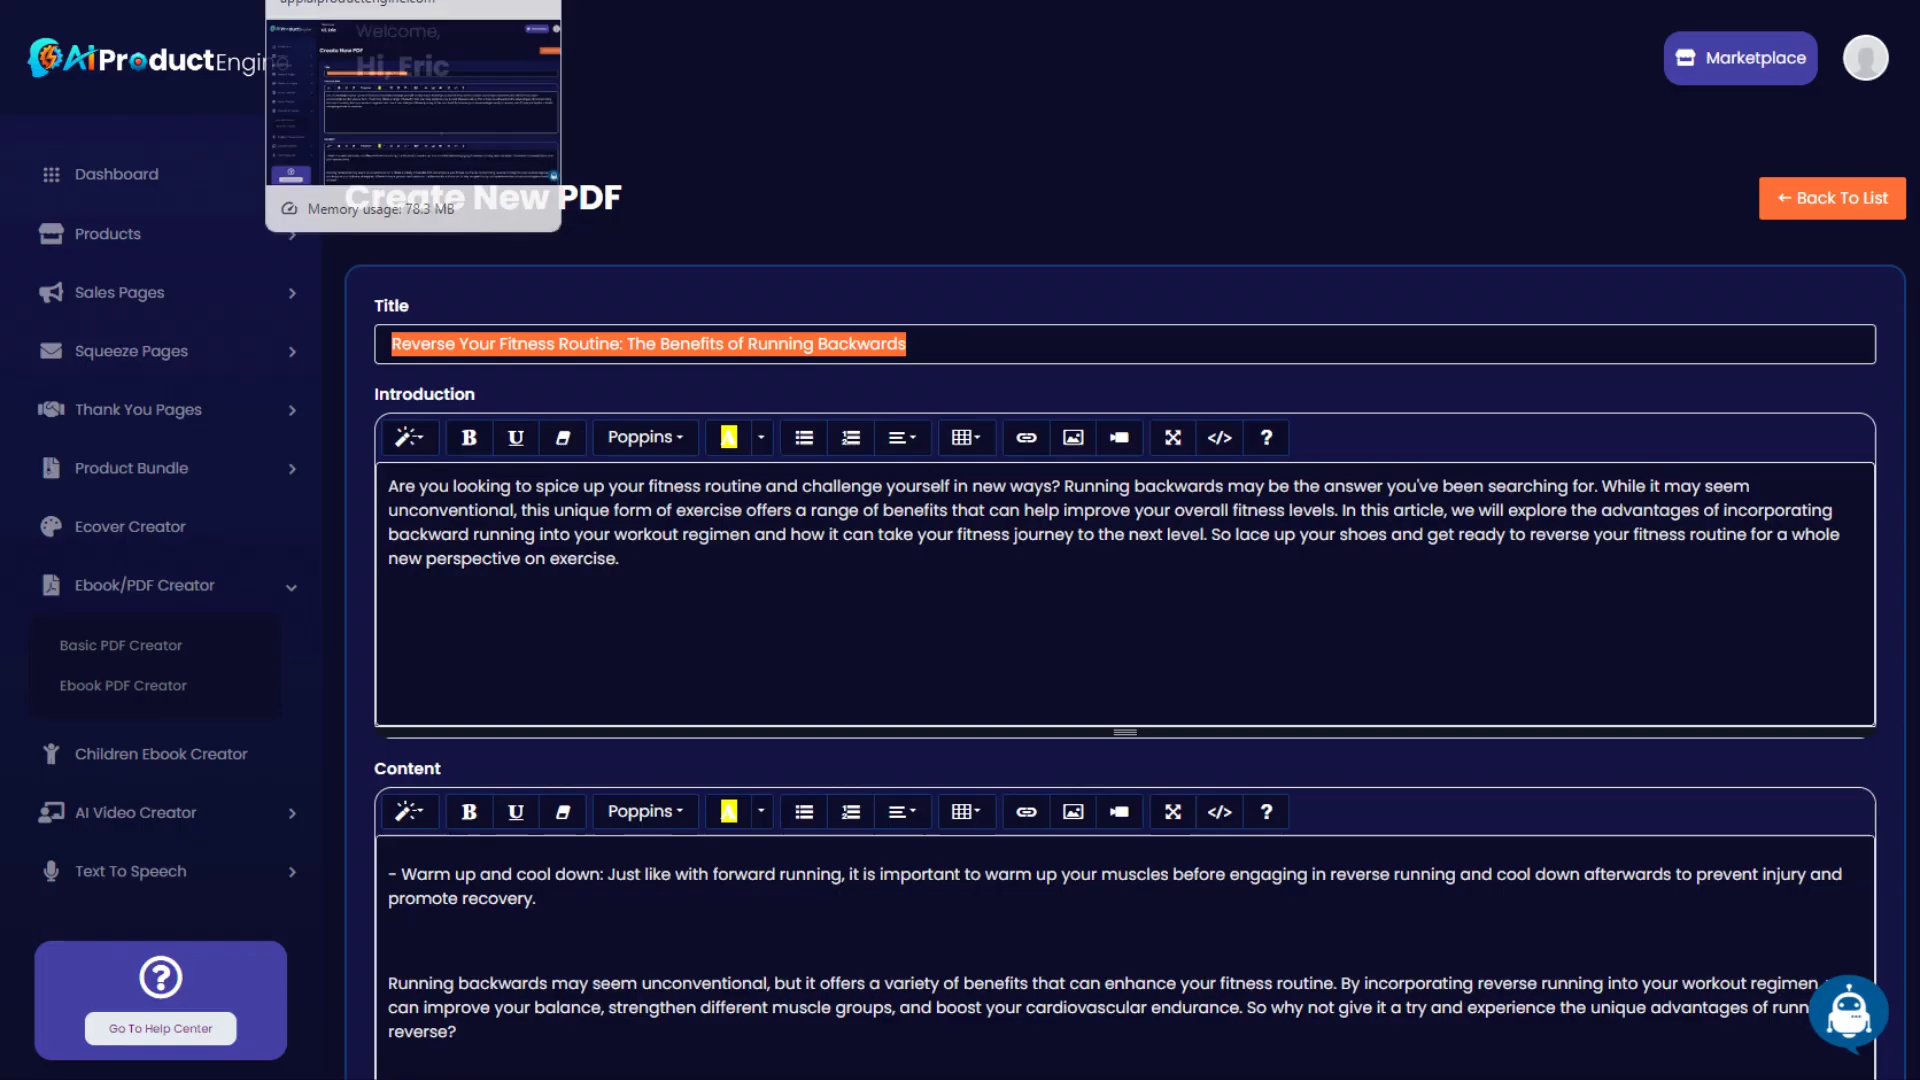 AiProductEngine
Welcome,
Hi, Eric
Memory usage: 78.3 MB
Marketplace
Create New PDF
← Back To List
Dashboard
Products
Sales Pages
Squeeze Pages
Thank You Pages
Product Bundle
Ecover Creator
Ebook/PDF Creator
Basic PDF Creator
Ebook PDF Creator
Children Ebook Creator
AI Video Creator
Text To Speech
Go To Help Center
Title
Reverse Your Fitness Routine: The Benefits of Running Backwards
Introduction
B U Poppins A </> ?
Are you looking to spice up your fitness routine and challenge yourself in new ways? Running backwards may be the answer you've been searching for. While it may seem
unconventional, this unique form of exercise offers a range of benefits that can help improve your overall fitness levels. In this article, we will explore the advantages of incorporating
backward running into your workout regimen and how it can take your fitness journey to the next level. So lace up your shoes and get ready to reverse your fitness routine for a whole
new perspective on exercise.
Content
B U Poppins A </> ?
- Warm up and cool down: Just like with forward running, it is important to warm up your muscles before engaging in reverse running and cool down afterwards to prevent injury and
promote recovery.
Running backwards may seem unconventional, but it offers a variety of benefits that can enhance your fitness routine. By incorporating reverse running into your workout regimen,
can improve your balance, strengthen different muscle groups, and boost your cardiovascular endurance. So why not give it a try and experience the unique advantages of runn
reverse?